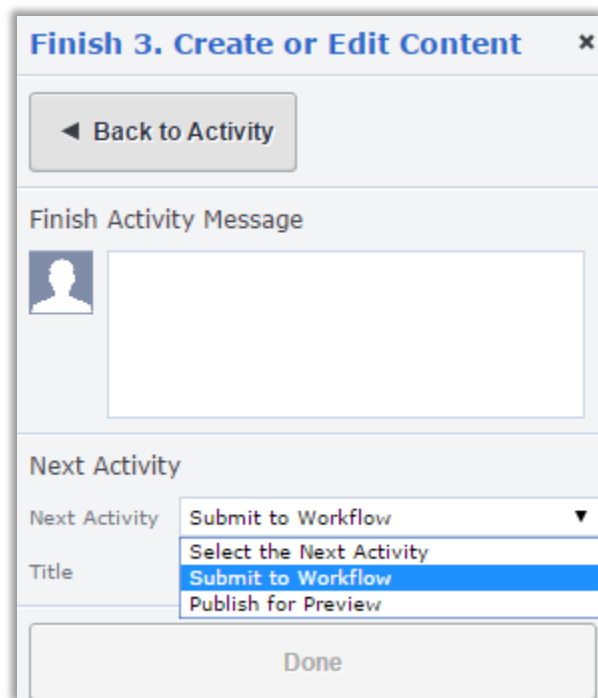 Finish 3. Create or Edit Content ×
◄ Back to Activity
Finish Activity Message
Next Activity
Next Activity Submit to Workflow ▼
Select the Next Activity
Title Submit to Workflow
Publish for Preview
Done